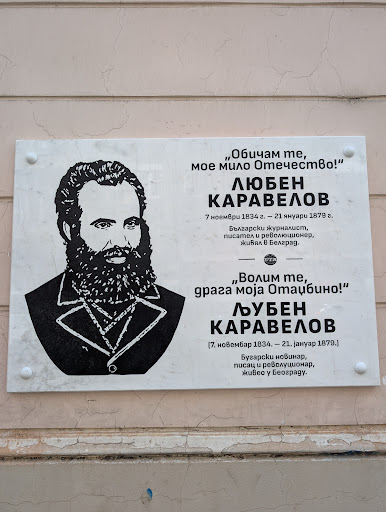 „Обичам те,
мое мило Отечество!“
ЛЮБЕН
КАРАВЕЛОВ
7 ноември 1834 г. – 21 януари 1879 г.
Български журналист,
писател и революционер,
живял в Белград.
„Волим те,
драга моја Отаџбино!“
ЉУБЕН
КАРАВЕЛОВ
(7. новембар 1834. – 21. јануар 1879.)
Бугарски новинар,
писац и револуционар,
живео у Београду.